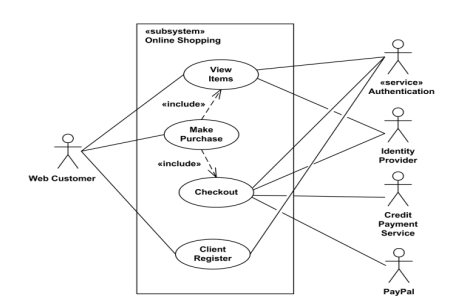 «subsystem»
Online Shopping
View
Items
«service»
Authentication
«include»
Make
Purchase
Web Customer
«include»
Identity
Provider
Checkout
Credit
Payment
Service
Client
Register
PayPal